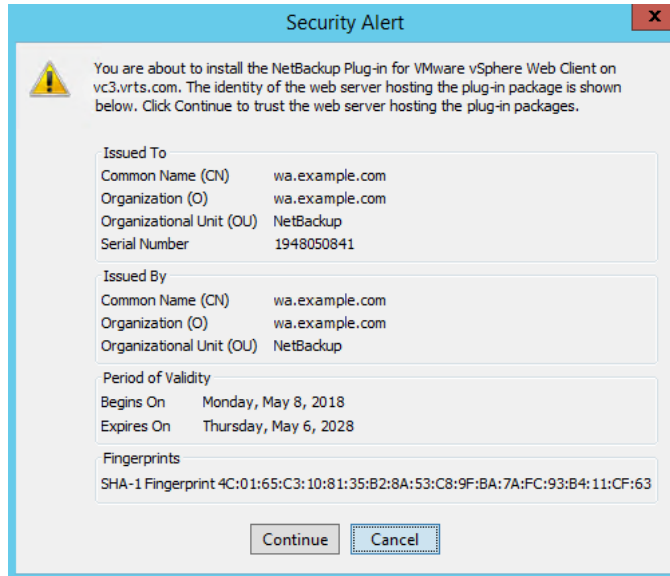 Security Alert
x
You are about to install the NetBackup Plug-in for VMware vSphere Web Client on
vc3.vrts.com. The identity of the web server hosting the plug-in package is shown
below. Click Continue to trust the web server hosting the plug-in packages.
Issued To
Common Name (CN) wa.example.com
Organization (O) wa.example.com
Organizational Unit (OU) NetBackup
Serial Number 1948050841
Issued By
Common Name (CN) wa.example.com
Organization (O) wa.example.com
Organizational Unit (OU) NetBackup
Period of Validity
Begins On Monday, May 8, 2018
Expires On Thursday, May 6, 2028
Fingerprints
SHA-1 Fingerprint 4C:01:65:C3:10:81:35:B2:8A:53:C8:9F:BA:7A:FC:93:B4:11:CF:63
Continue Cancel